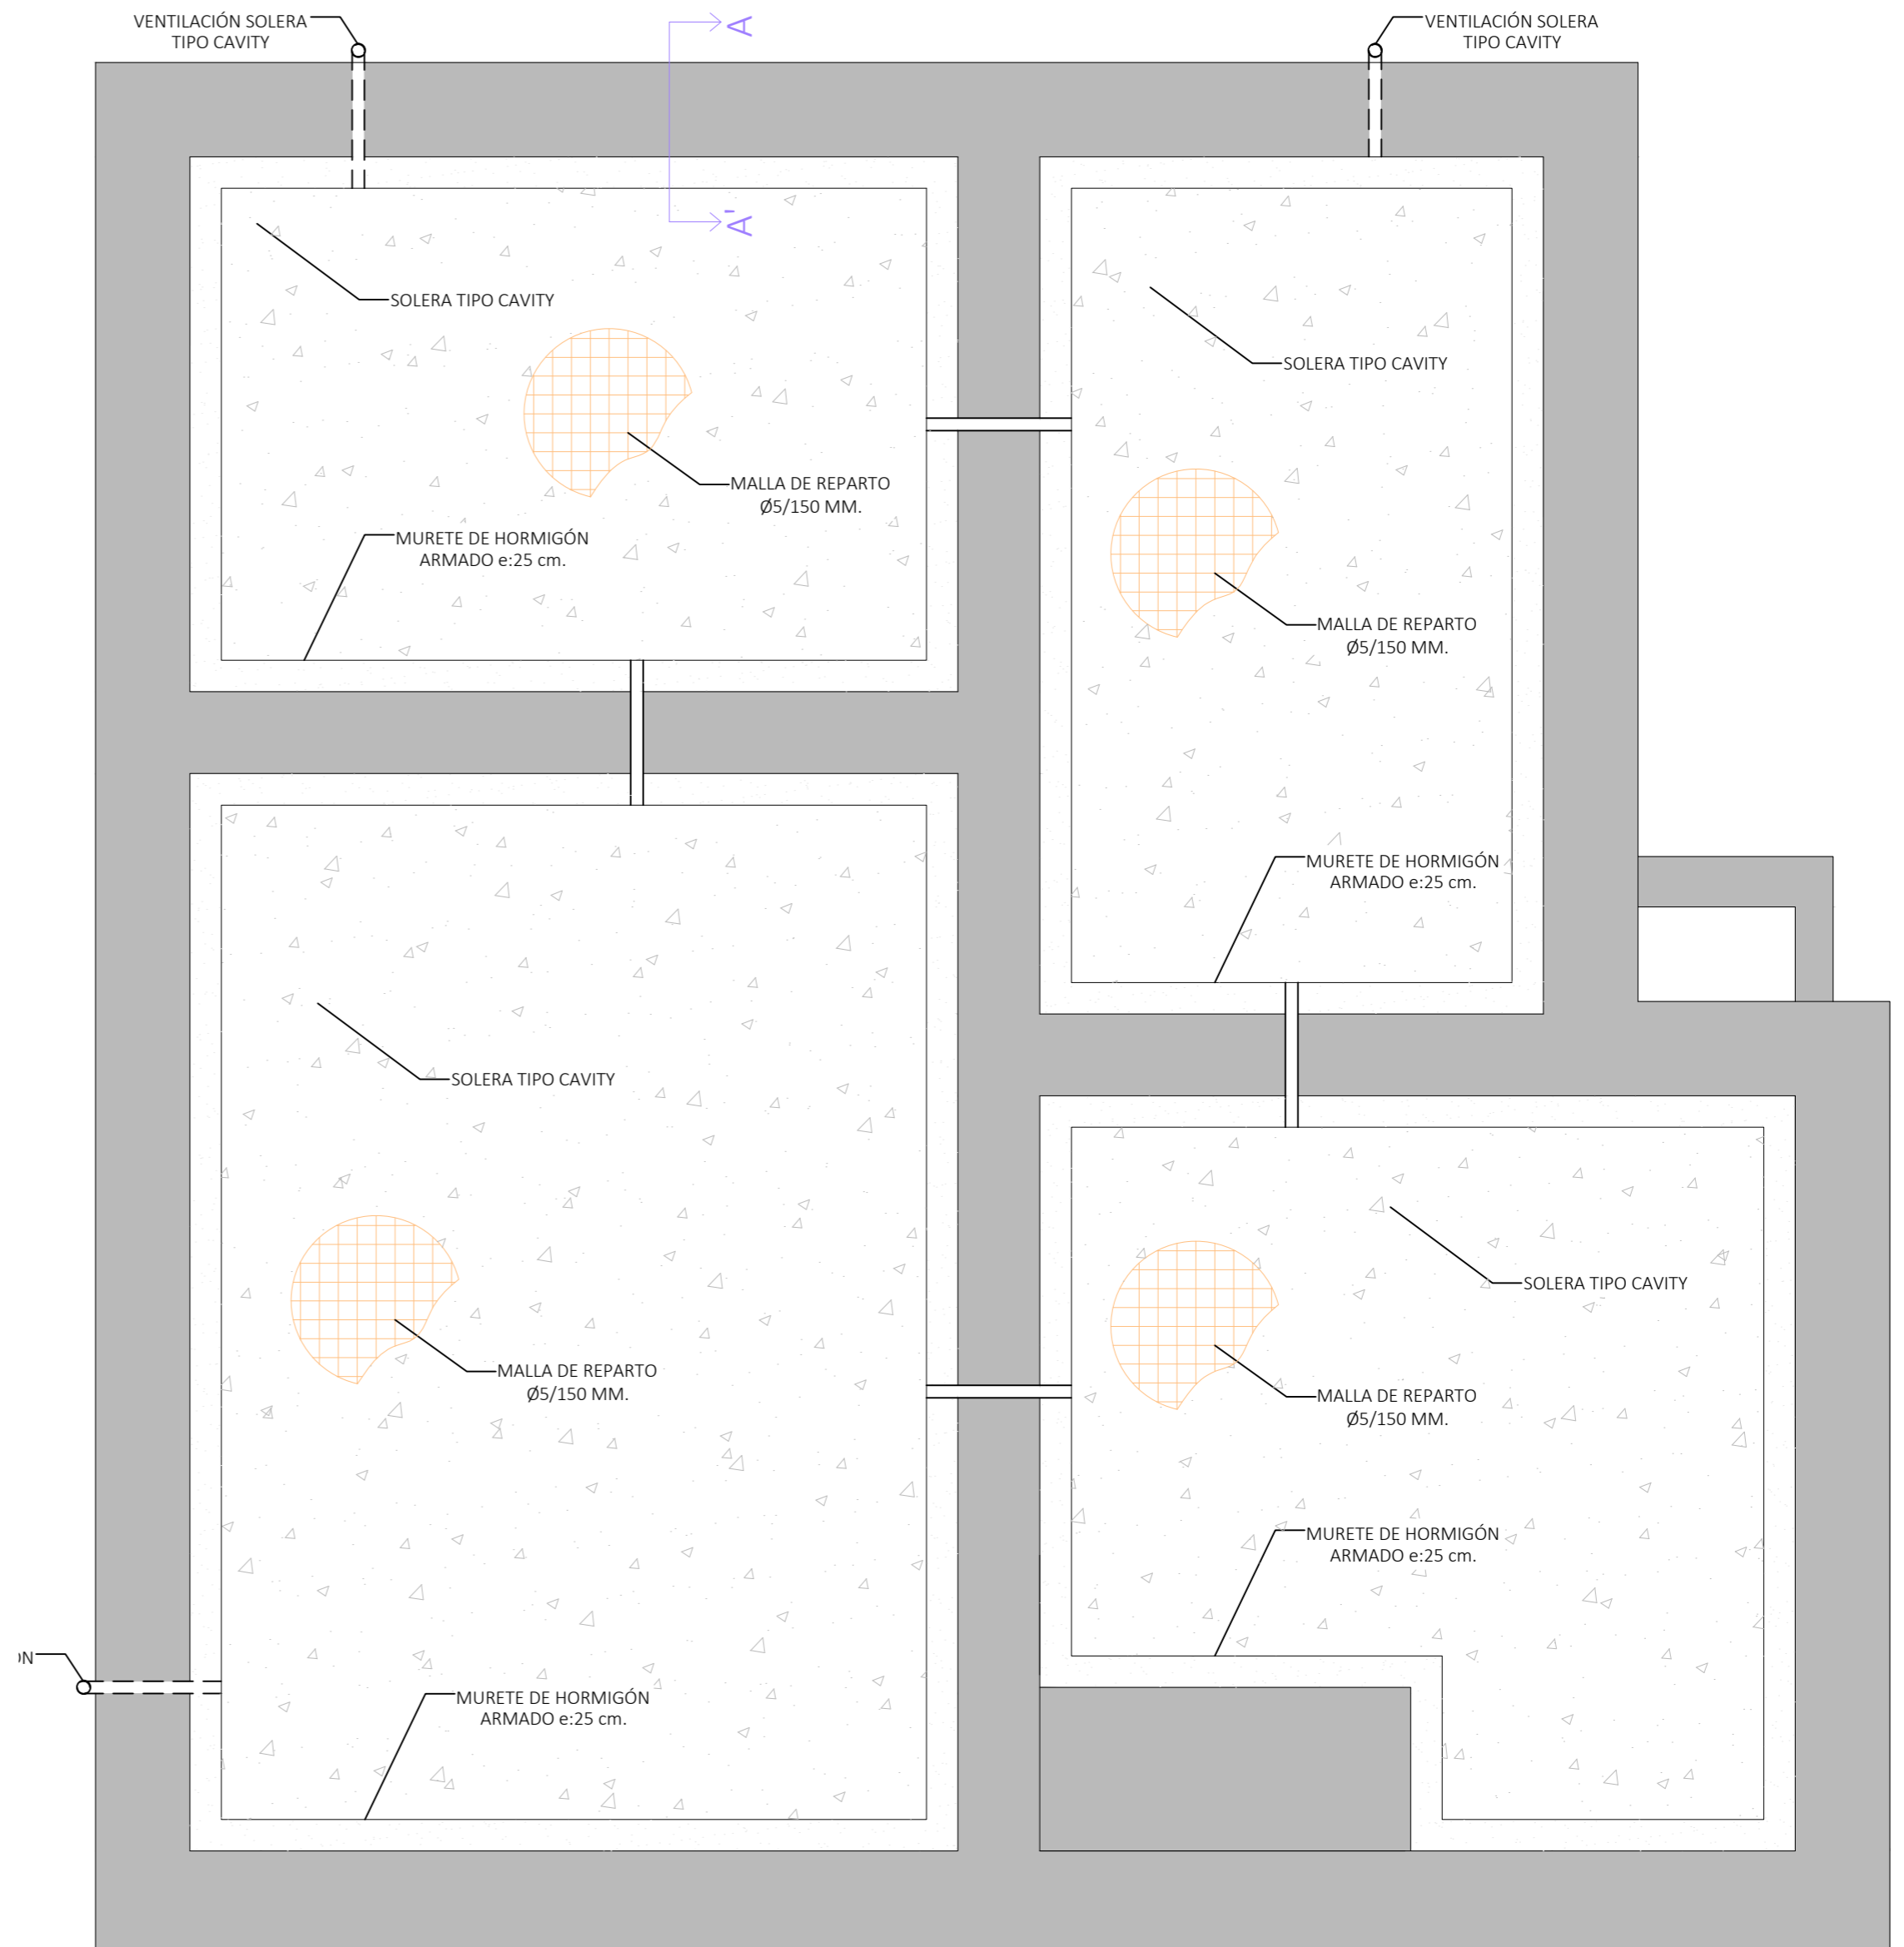 VENTILACIÓN SOLERA
TIPO CAVITY
A
VENTILACIÓN SOLERA
TIPO CAVITY
A'
SOLERA TIPO CAVITY
SOLERA TIPO CAVITY
MALLA DE REPARTO
Ø5/150 MM.
MURETE DE HORMIGÓN
ARMADO e:25 cm.
MALLA DE REPARTO
Ø5/150 MM.
MURETE DE HORMIGÓN
ARMADO e:25 cm.
SOLERA TIPO CAVITY
SOLERA TIPO CAVITY
MALLA DE REPARTO
Ø5/150 MM.
MALLA DE REPARTO
Ø5/150 MM.
MURETE DE HORMIGÓN
ARMADO e:25 cm.
MURETE DE HORMIGÓN
ARMADO e:25 cm.